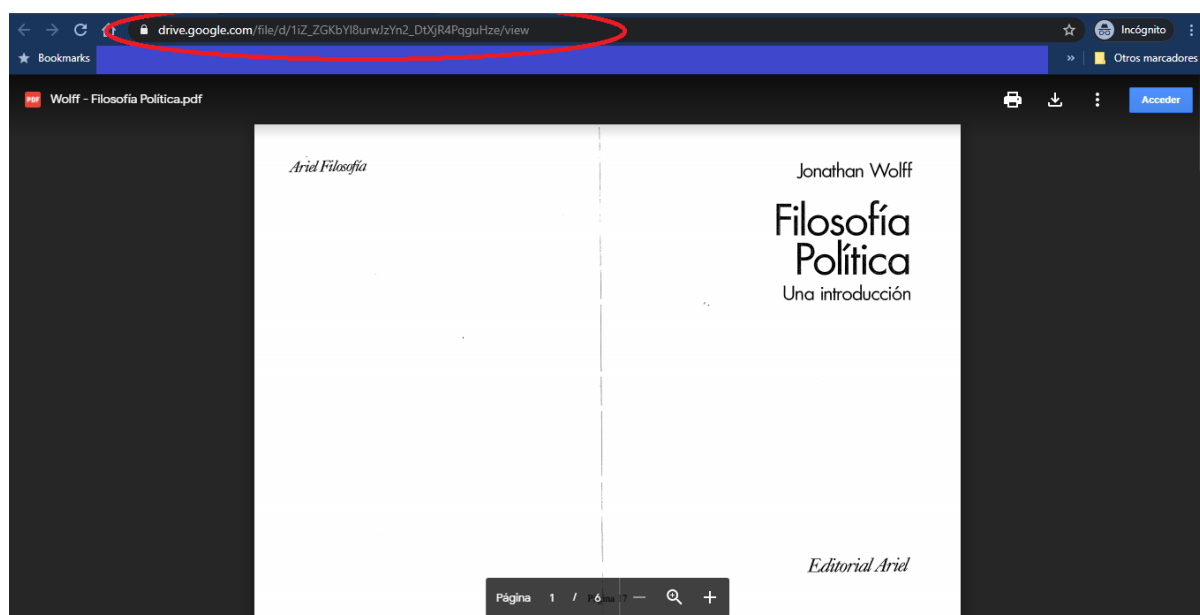 drive.google.com/file/d/1iZ_ZGKbYl8urwJzYn2_DtXjR4PqguHze/view
Incógnito
Bookmarks
»
Otros marcadores
PDF
Wolff - Filosofía Política.pdf
Acceder
Ariel Filosofía
Jonathan Wolff
Filosofía
Política
Una introducción
Editorial Ariel
Página 1 / 6